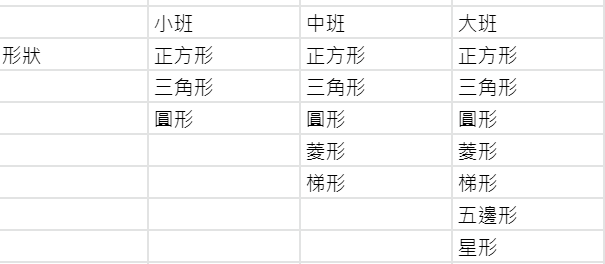 小班 中班 大班
形狀 正方形 正方形 正方形
三角形 三角形 三角形
圓形 圓形 圓形
菱形 菱形
梯形 梯形
五邊形
星形